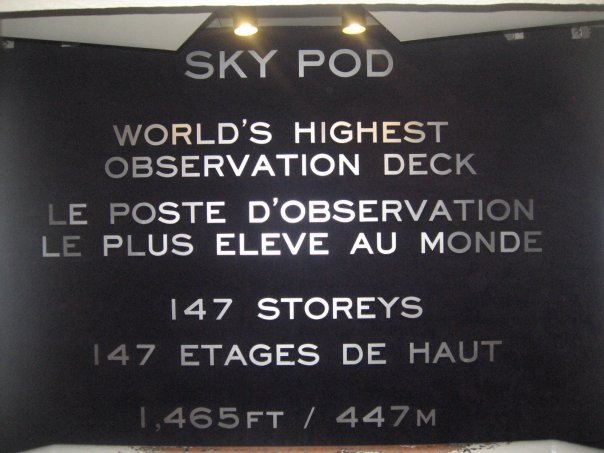 SKY POD
WORLD'S HIGHEST
OBSERVATION DECK
LE POSTE D'OBSERVATION
LE PLUS ELEVE AU MONDE
147 STOREYS
147 ETAGES DE HAUT
1,465FT / 447M